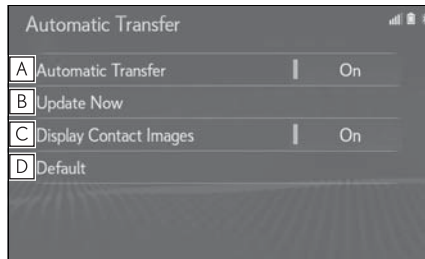 Automatic Transfer
A Automatic Transfer On
B Update Now
C Display Contact Images On
D Default